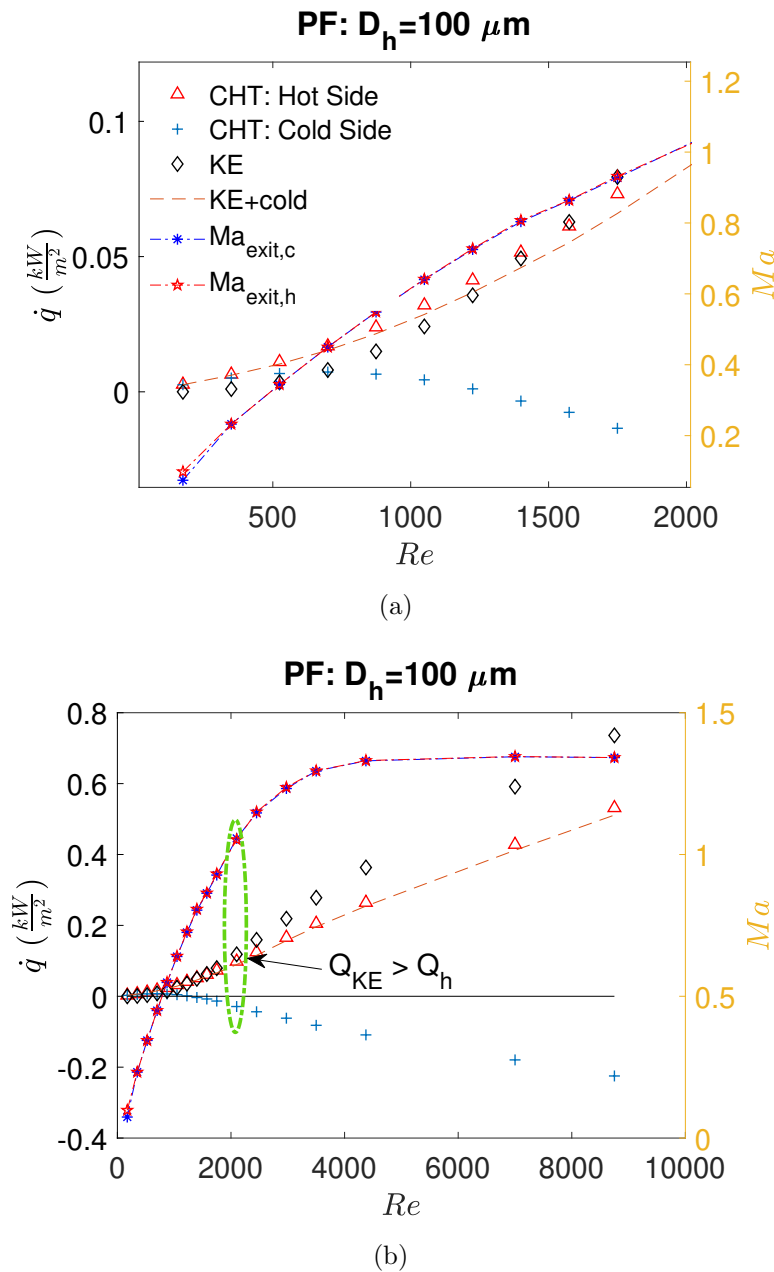 PF: D_h=100 μm
CHT: Hot Side
CHT: Cold Side
KE
KE+cold
Ma_exit,c
Ma_exit,h
0.1
0.05
0
q̇ (kW/m²)
1.2
1
0.8
0.6
0.4
0.2
Ma
500
1000
1500
2000
Re
(a)
PF: D_h=100 μm
0.8
0.6
0.4
0.2
0
-0.2
-0.4
q̇ (kW/m²)
Q_KE > Q_h
1.5
1
0.5
0
Ma
0
2000
4000
6000
8000
10000
Re
(b)